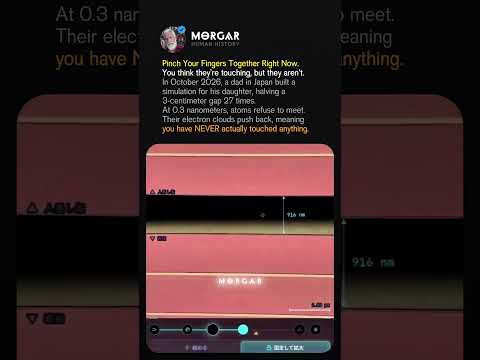 MORGAR
HUMAN HISTORY
Pinch Your Fingers Together Right Now.
You think they're touching, but they aren't.
In October 2026, a dad in Japan built a
simulation for his daughter, halving a
3-centimeter gap 27 times.
At 0.3 nanometers, atoms refuse to meet.
Their electron clouds push back, meaning
you have NEVER actually touched anything.
916 nm
916 nm
MORGAR